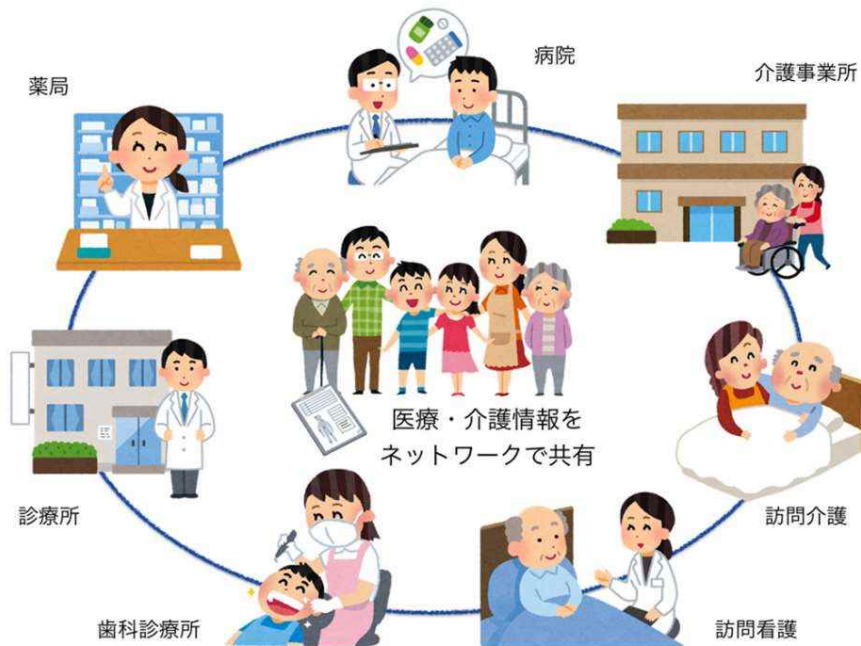 病院
介護事業所
薬局
医療・介護情報を
ネットワークで共有
診療所
訪問介護
歯科診療所
訪問看護